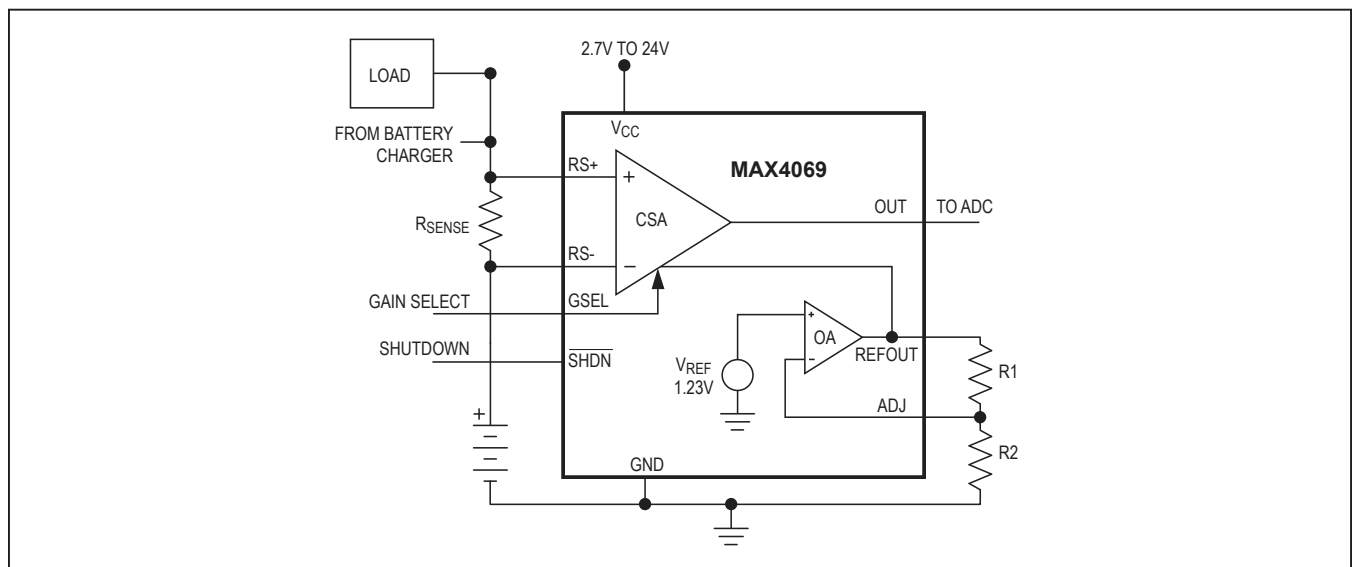 2.7V TO 24V
LOAD
VCC
FROM BATTERY
CHARGER
MAX4069
RS+
+
CSA
OUT
TO ADC
RSENSE
RS-
−
GAIN SELECT
GSEL
+
OA
REFOUT
SHUTDOWN
SHDN
VREF
1.23V
−
R1
ADJ
+
R2
GND